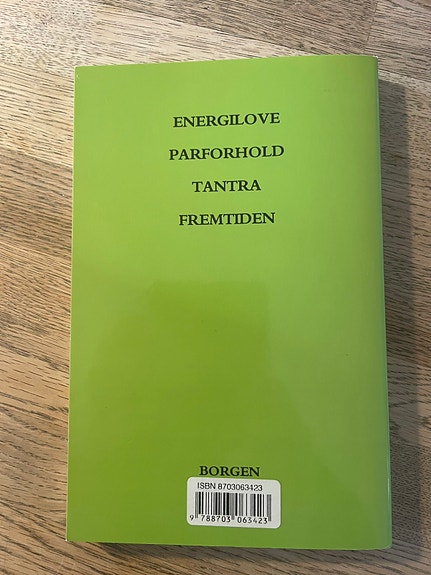 ENERGILOVE
PARFORHOLD
TANTRA
FREMTIDEN
BORGEN
ISBN 8703063423
9 788703 063423